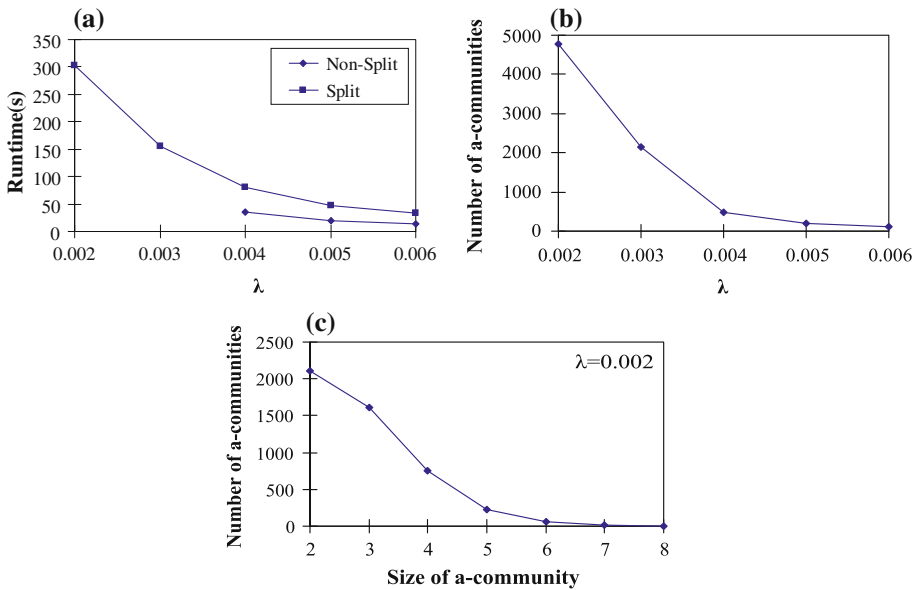 (a)
350
300
250
200
150
100
50
0
Runtime(s)
Non-Split
Split
0.002 0.003 0.004 0.005 0.006
λ
(b)
5000
4000
3000
2000
1000
0
Number of a-communities
0.002 0.003 0.004 0.005 0.006
λ
(c)
2500
2000
1500
1000
500
0
Number of a-communities
λ=0.002
2 3 4 5 6 7 8
Size of a-community